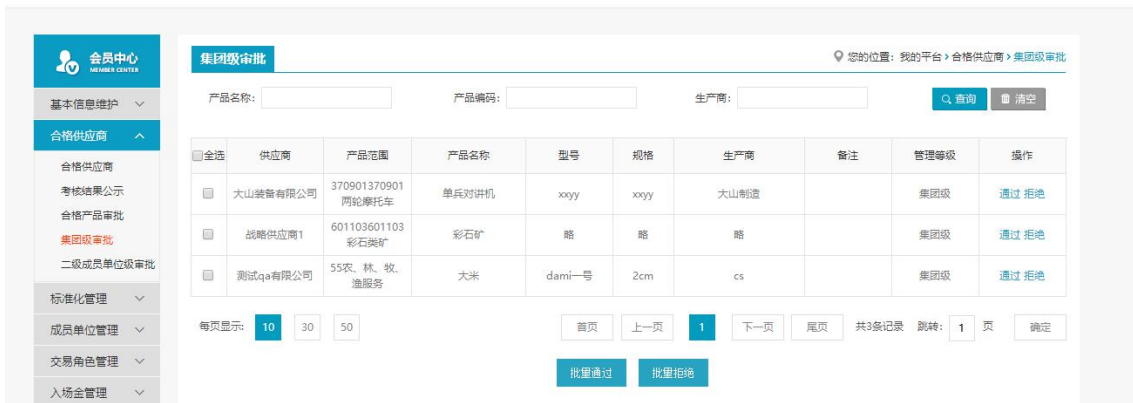 会员中心
MEMBER CENTER
基本信息维护
合格供应商
合格供应商
考核结果公示
合格产品审批
集团级审批
二级成员单位级审批
标准化管理
成员单位管理
交易角色管理
入场金管理
集团级审批
您的位置：我的平台 > 合格供应商 > 集团级审批
产品名称： 产品编码： 生产商： 查询 清空
全选 供应商 产品范围 产品名称 型号 规格 生产商 备注 管理等级 操作
大山装备有限公司 370901370901 单兵对讲机 xxyy xxyy 大山制造 集团级 通过 拒绝
两轮摩托车
战略供应商1 601103601103 彩石矿 略 略 略 集团级 通过 拒绝
彩石类矿
测试qa有限公司 55农、林、牧、 大米 dami一号 2cm cs 集团级 通过 拒绝
渔服务
每页显示: 10 30 50 首页 上一页 1 下一页 尾页 共3条记录 跳转: 1 页 确定
批里通过 批里拒绝